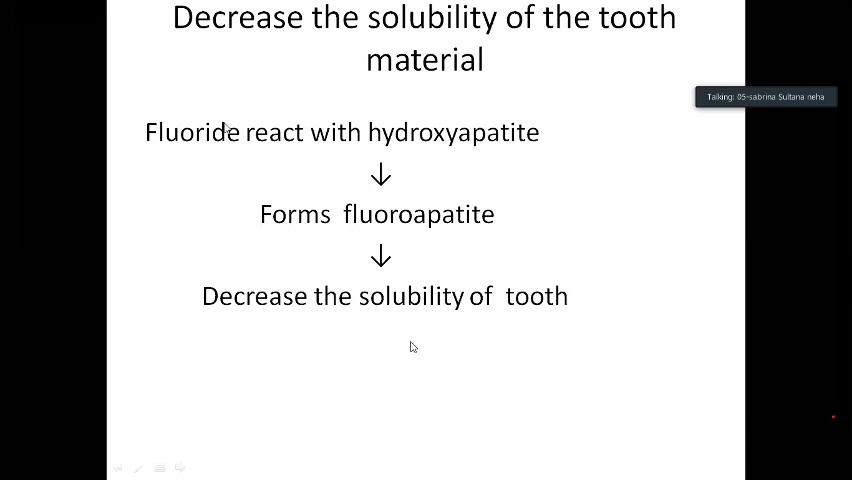 Decrease the solubility of the tooth
material
Talking: 05-sabrina Sultana neha
Fluoride react with hydroxyapatite
↓
Forms fluoroapatite
↓
Decrease the solubility of tooth